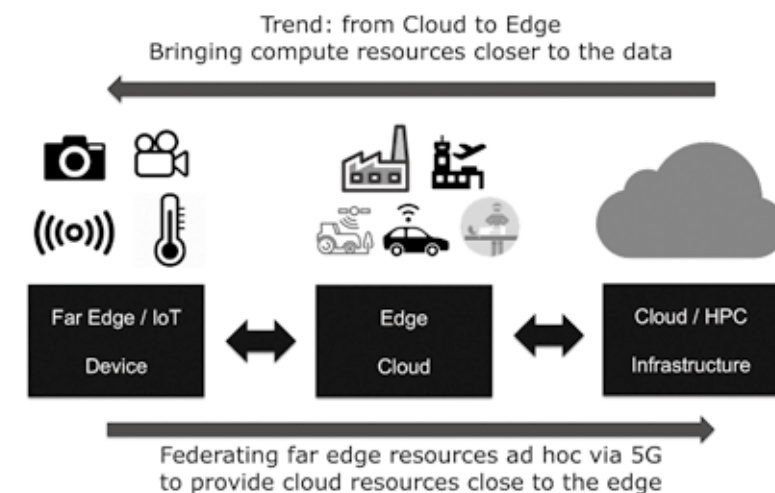 Trend: from Cloud to Edge
Bringing compute resources closer to the data
Far Edge / IoT
Device
Edge
Cloud
Cloud / HPC
Infrastructure
Federating far edge resources ad hoc via 5G
to provide cloud resources close to the edge